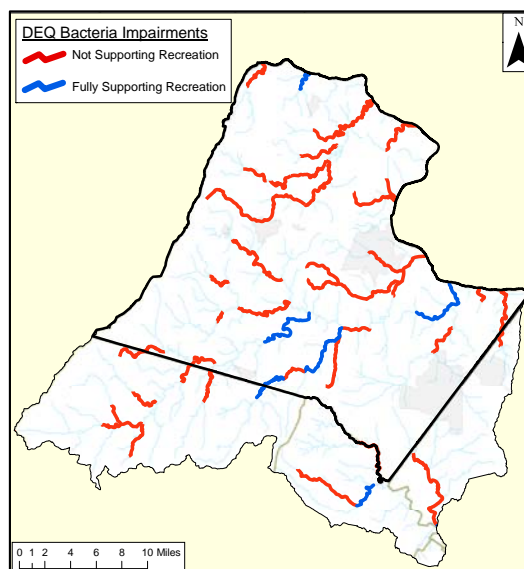 DEQ Bacteria Impairments
Not Supporting Recreation
Fully Supporting Recreation
N
0 1 2 4 6 8 10 Miles